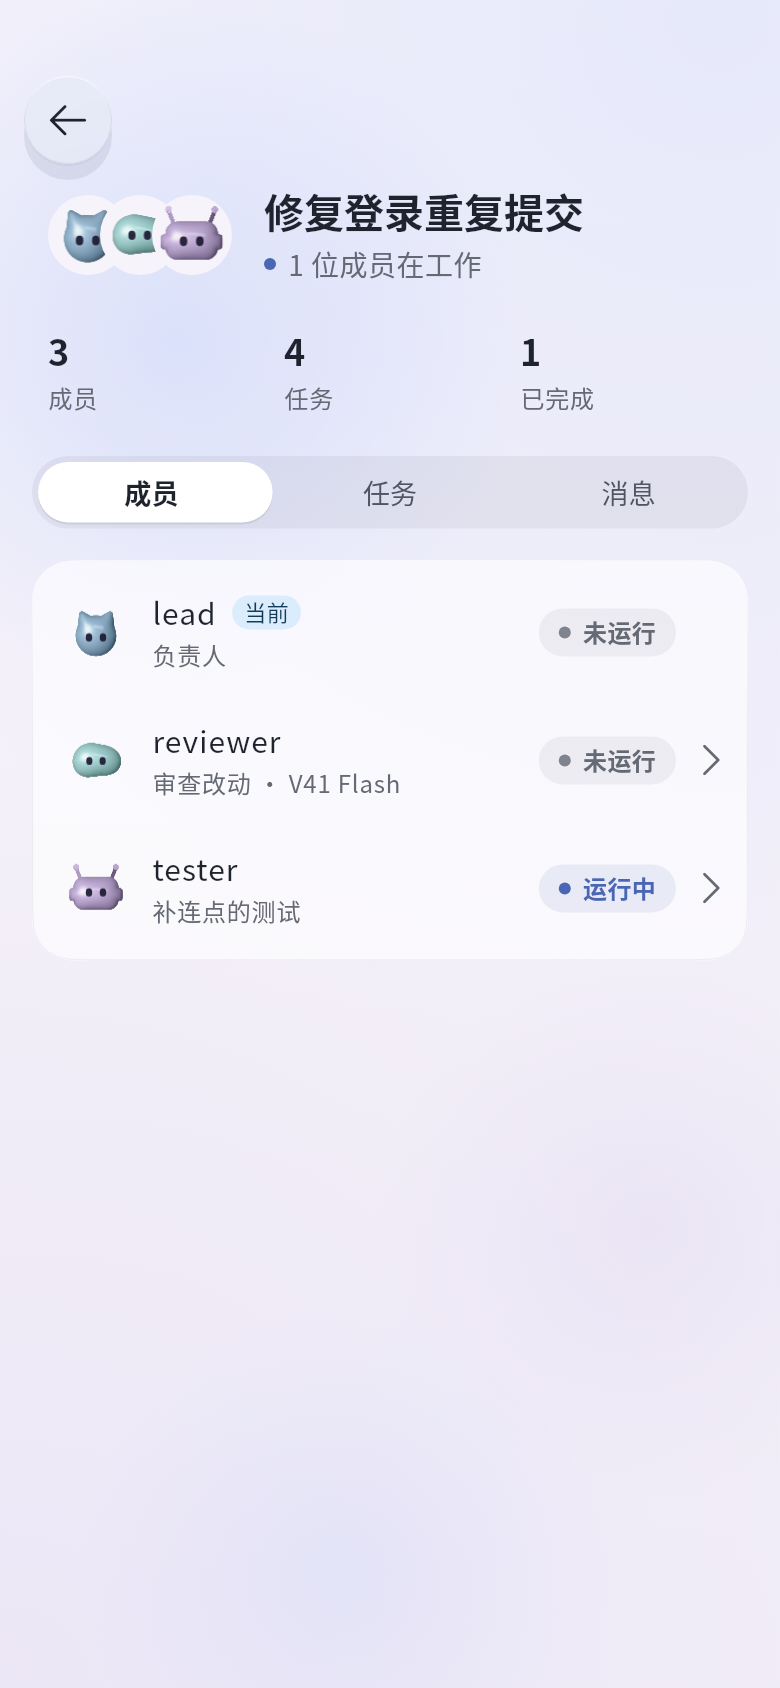 修复登录重复提交
1 位成员在工作
3
成员
4
任务
1
已完成
成员
任务
消息
lead 当前
负责人
未运行
reviewer
审查改动 · V41 Flash
未运行
tester
补连点的测试
运行中